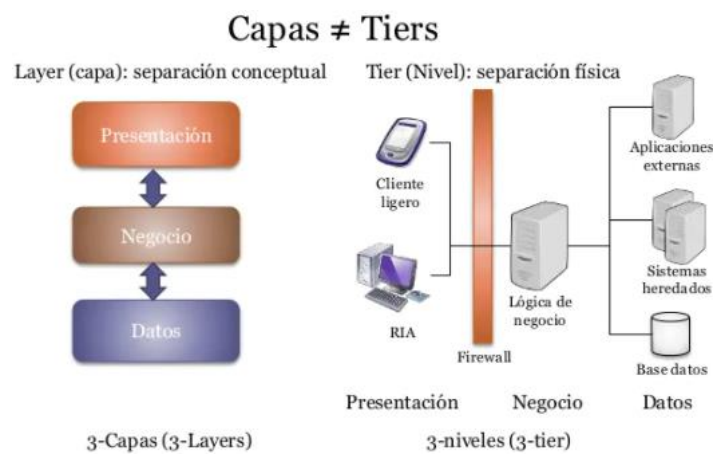 Capas ≠ Tiers
Layer (capa): separación conceptual
Presentación
Negocio
Datos
3-Capas (3-Layers)
Tier (Nivel): separación física
Cliente
ligero
RIA
Firewall
Lógica de
negocio
Aplicaciones
externas
Sistemas
heredados
Base datos
Presentación
Negocio
Datos
3-niveles (3-tier)